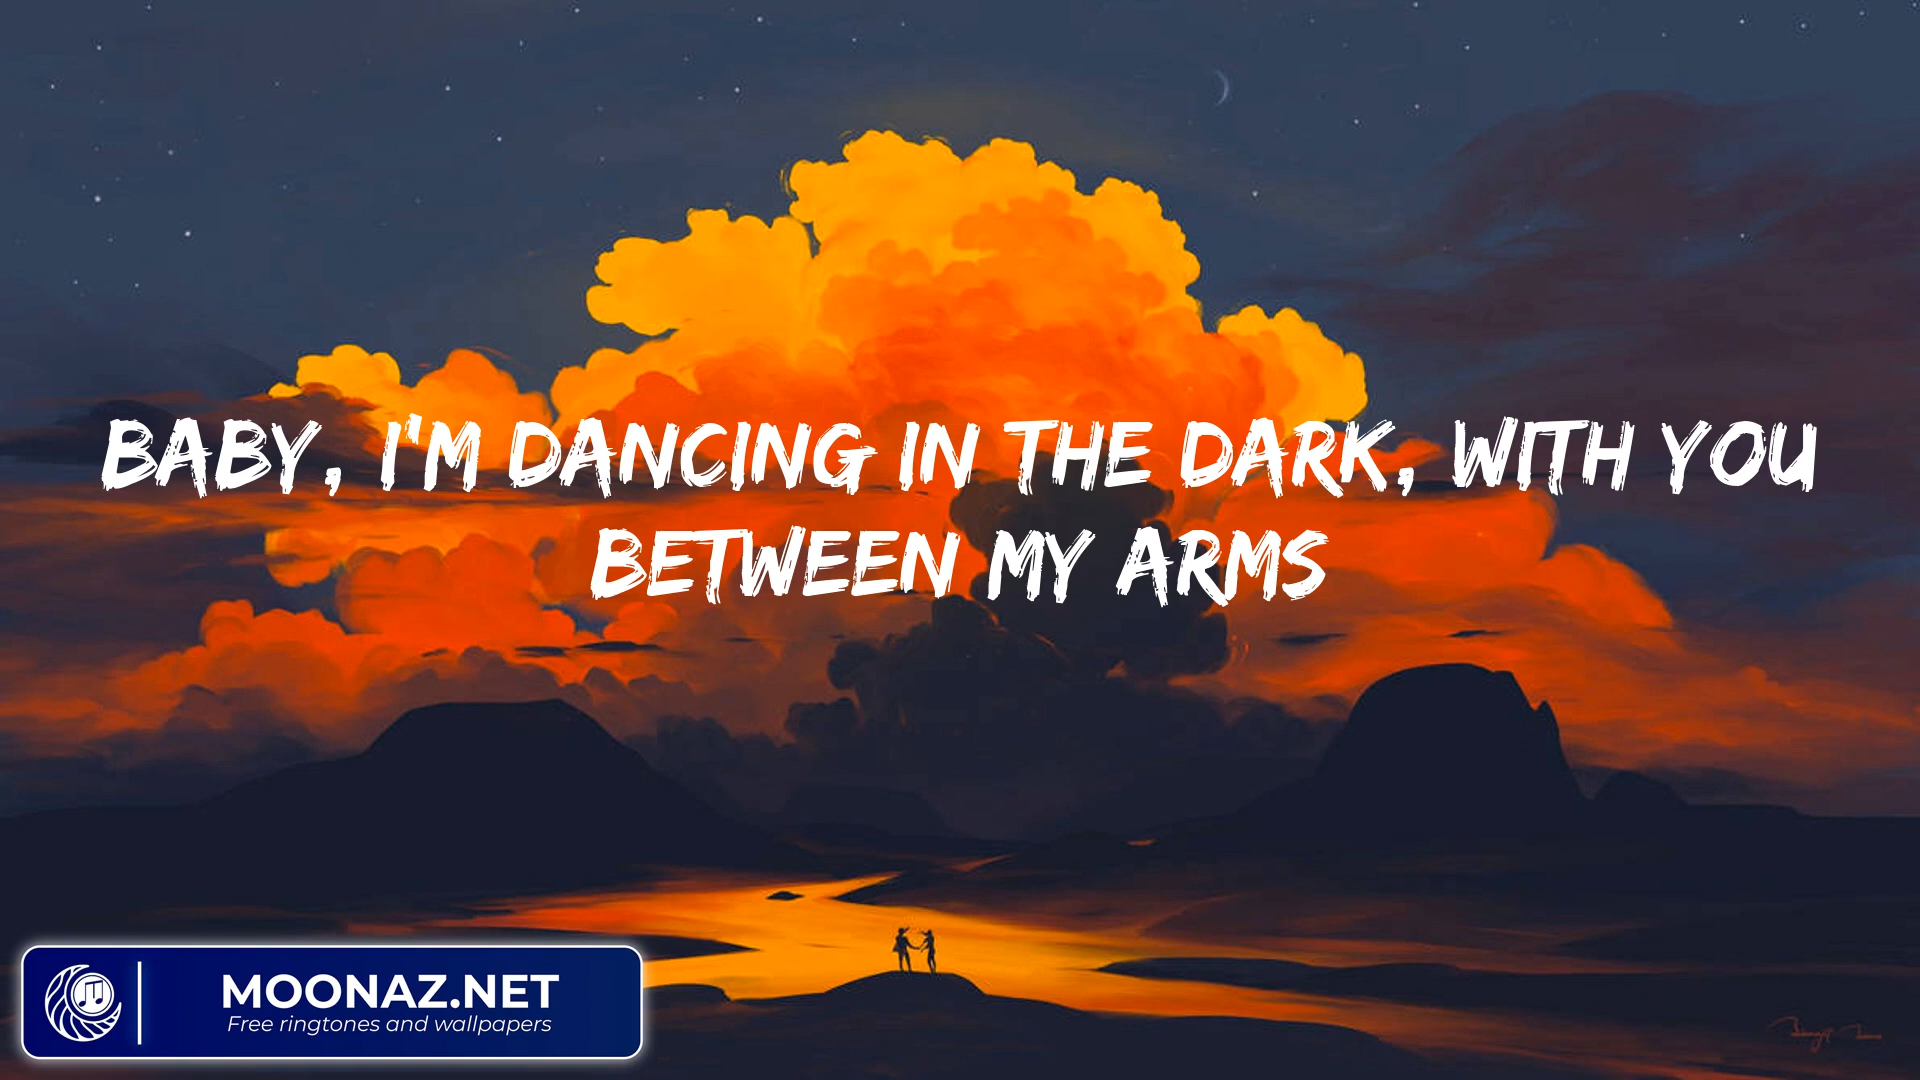 BABY, I'M DANCING IN THE DARK, WITH YOU
BETWEEN MY ARMS
MOONAZ.NET
Free ringtones and wallpapers